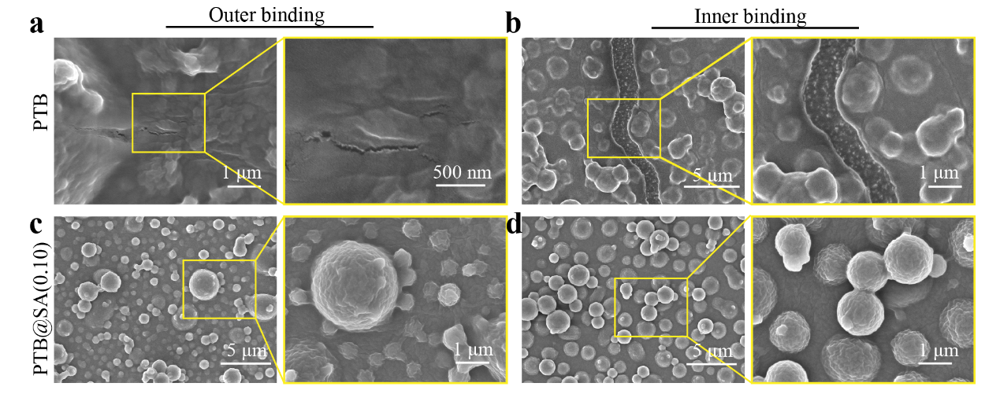 a
Outer binding
b
Inner binding
PTB
1 μm
500 nm
5 μm
1 μm
c
d
PTB@SA(0.10)
5 μm
1 μm
5 μm
1 μm